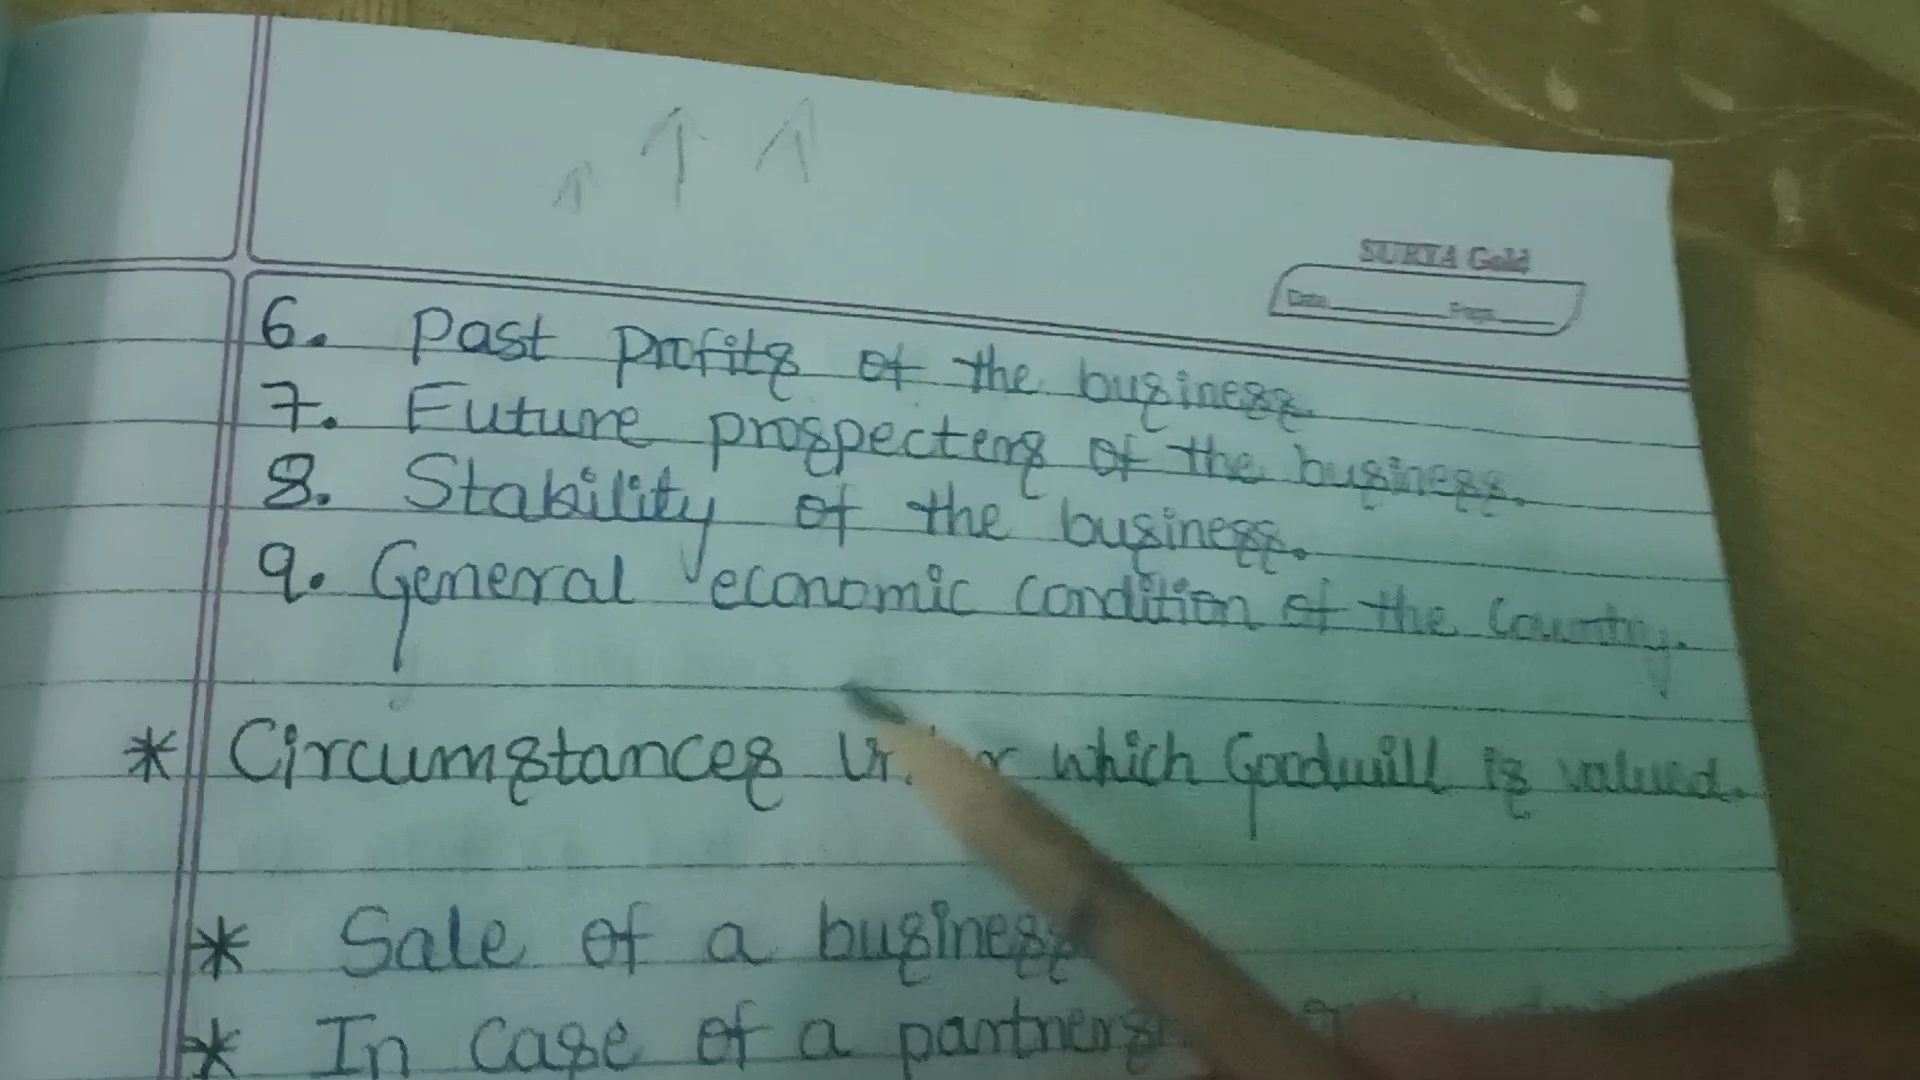 SURYA Gold
Date Page
6. Past profits of the business.
7. Future prospecters of the business.
8. Stability of the business.
9. General economic condition of the country.
* Circumstances which Goodwill is valued.
* Sale of a business
* In case of a